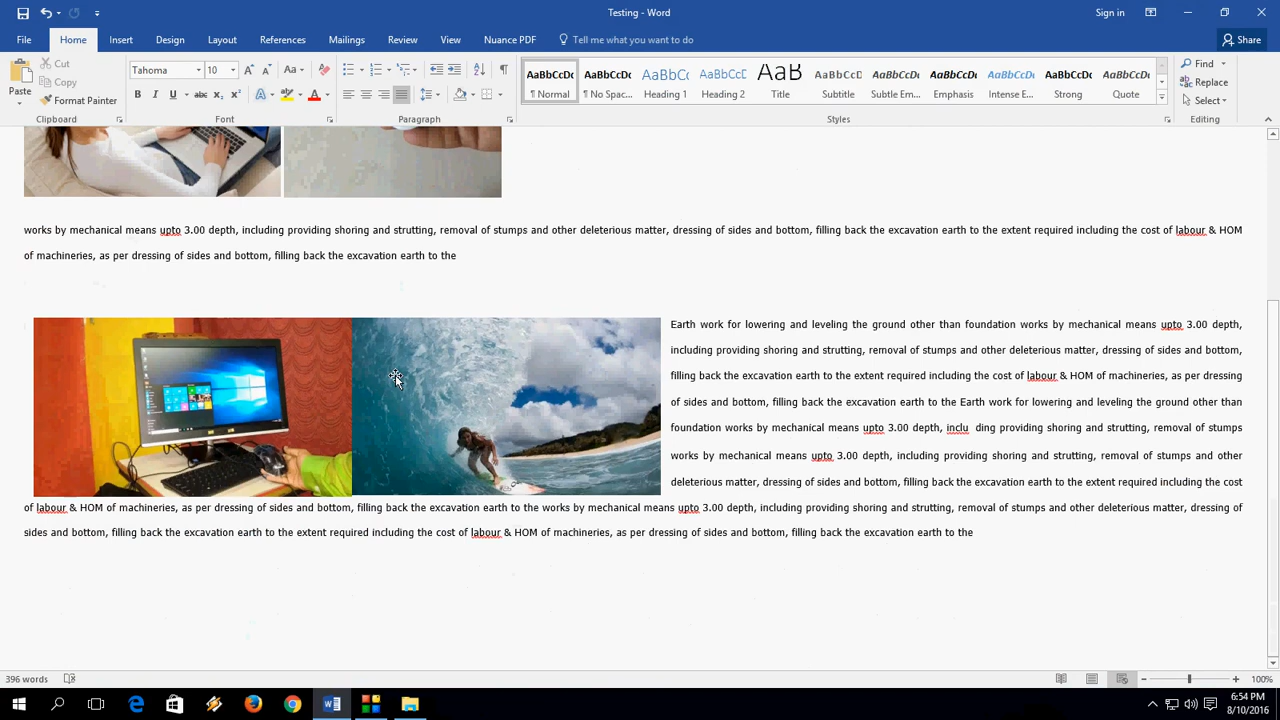 Testing - Word
Sign in
File Home Insert Design Layout References Mailings Review View Nuance PDF Tell me what you want to do Share
Paste
Cut
Copy
Format Painter
Clipboard
Tahoma 10
Font
Paragraph
AaBbCcDc AaBbCcDc AaBbCc AaBbCcD AaB AaBbCcDc AaBbCcDc AaBbCcDc AaBbCcDc AaBbCcDc AaBbCcDc
¶ Normal ¶ No Spac... Heading 1 Heading 2 Title Subtitle Subtle Em... Emphasis Intense E... Strong Quote
Styles
Find
Replace
Select
Editing
works by mechanical means upto 3.00 depth, including providing shoring and strutting, removal of stumps and other deleterious matter, dressing of sides and bottom, filling back the excavation earth to the extent required including the cost of labour & HOM
of machineries, as per dressing of sides and bottom, filling back the excavation earth to the
Earth work for lowering and leveling the ground other than foundation works by mechanical means upto 3.00 depth,
including providing shoring and strutting, removal of stumps and other deleterious matter, dressing of sides and bottom,
filling back the excavation earth to the extent required including the cost of labour & HOM of machineries, as per dressing
of sides and bottom, filling back the excavation earth to the Earth work for lowering and leveling the ground other than
foundation works by mechanical means upto 3.00 depth, inclu ding providing shoring and strutting, removal of stumps
works by mechanical means upto 3.00 depth, including providing shoring and strutting, removal of stumps and other
deleterious matter, dressing of sides and bottom, filling back the excavation earth to the extent required including the cost
of labour & HOM of machineries, as per dressing of sides and bottom, filling back the excavation earth to the works by mechanical means upto 3.00 depth, including providing shoring and strutting, removal of stumps and other deleterious matter, dressing of
sides and bottom, filling back the excavation earth to the extent required including the cost of labour & HOM of machineries, as per dressing of sides and bottom, filling back the excavation earth to the
396 words
100%
6:54 PM
8/10/2016